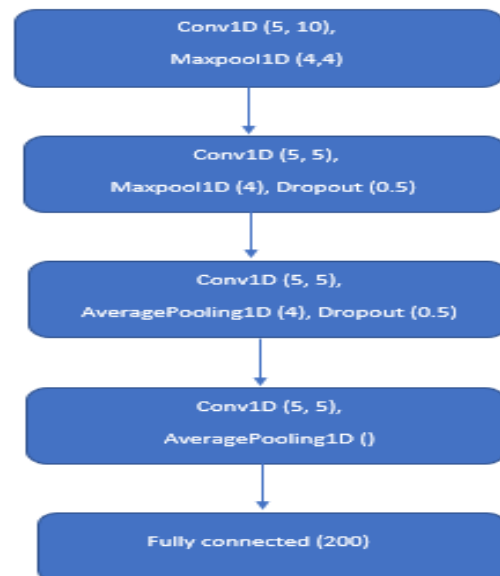 Conv1D (5, 10),
Maxpool1D (4,4)
Conv1D (5, 5),
Maxpool1D (4), Dropout (0.5)
Conv1D (5, 5),
AveragePooling1D (4), Dropout (0.5)
Conv1D (5, 5),
AveragePooling1D ()
Fully connected (200)